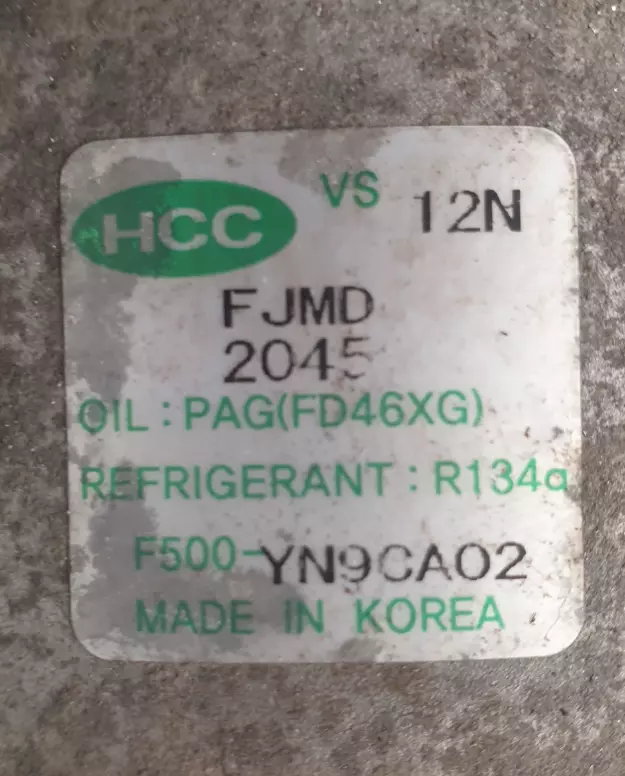 HCC VS 12N
FJMD
2045
OIL : PAG(FD46XG)
REFRIGERANT : R134a
F500-YN9CA02
MADE IN KOREA